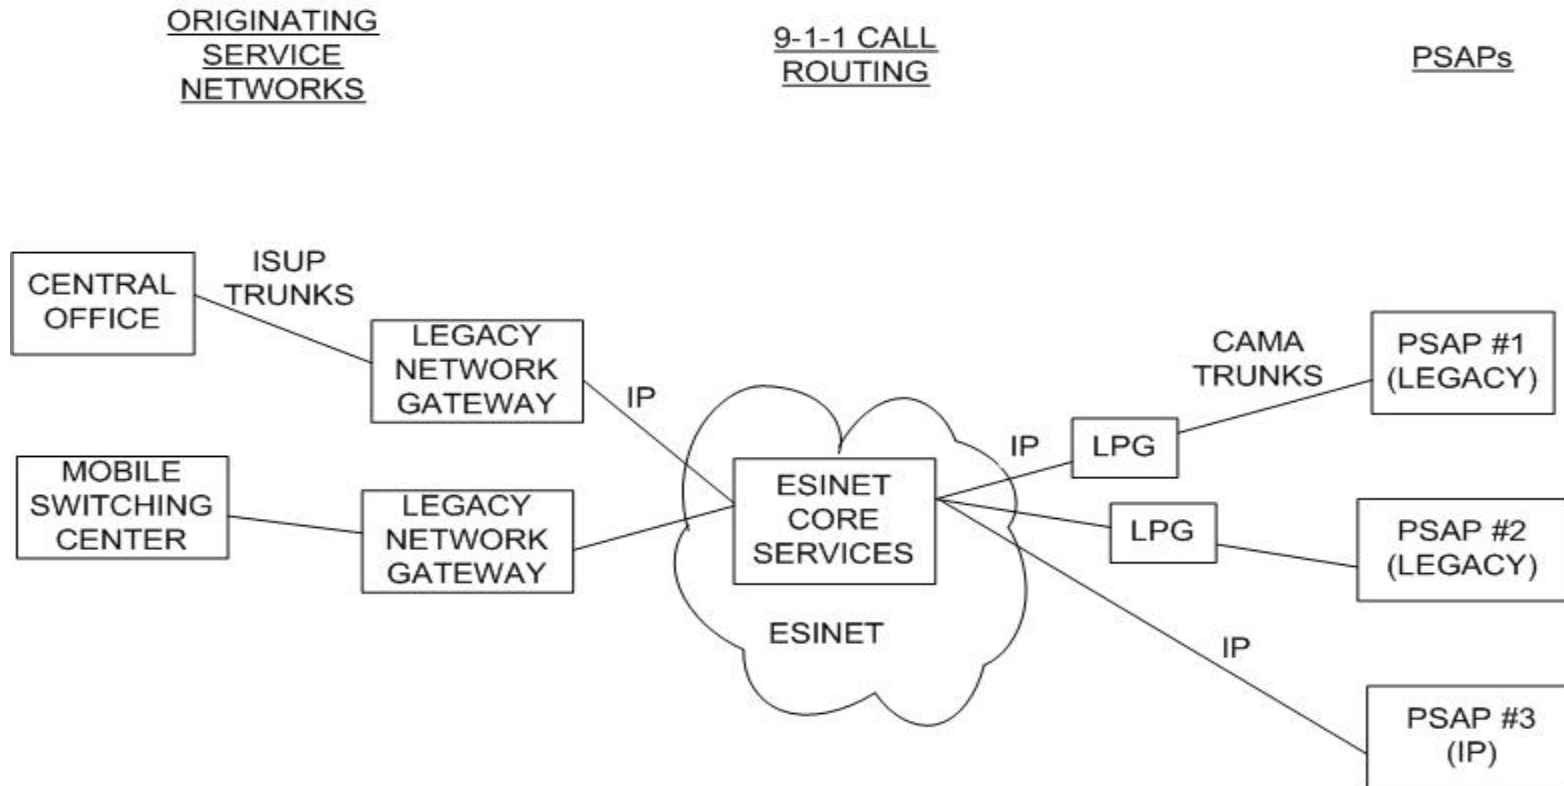 ORIGINATING
SERVICE
NETWORKS
9-1-1 CALL
ROUTING
PSAPs
CENTRAL
OFFICE
ISUP
TRUNKS
LEGACY
NETWORK
GATEWAY
IP
MOBILE
SWITCHING
CENTER
LEGACY
NETWORK
GATEWAY
ESINET
CORE
SERVICES
ESINET
IP
LPG
CAMA
TRUNKS
PSAP #1
(LEGACY)
LPG
PSAP #2
(LEGACY)
IP
PSAP #3
(IP)